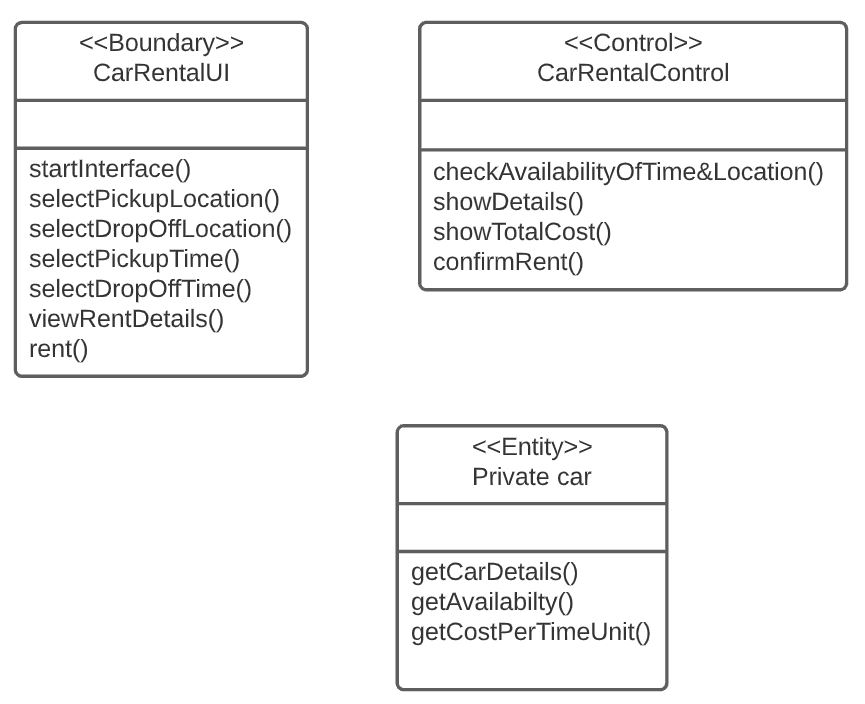 <<Boundary>>
CarRentalUI
startInterface()
selectPickupLocation()
selectDropOffLocation()
selectPickupTime()
selectDropOffTime()
viewRentDetails()
rent()
<<Control>>
CarRentalControl
checkAvailabilityOfTime&Location()
showDetails()
showTotalCost()
confirmRent()
<<Entity>>
Private car
getCarDetails()
getAvailabilty()
getCostPerTimeUnit()